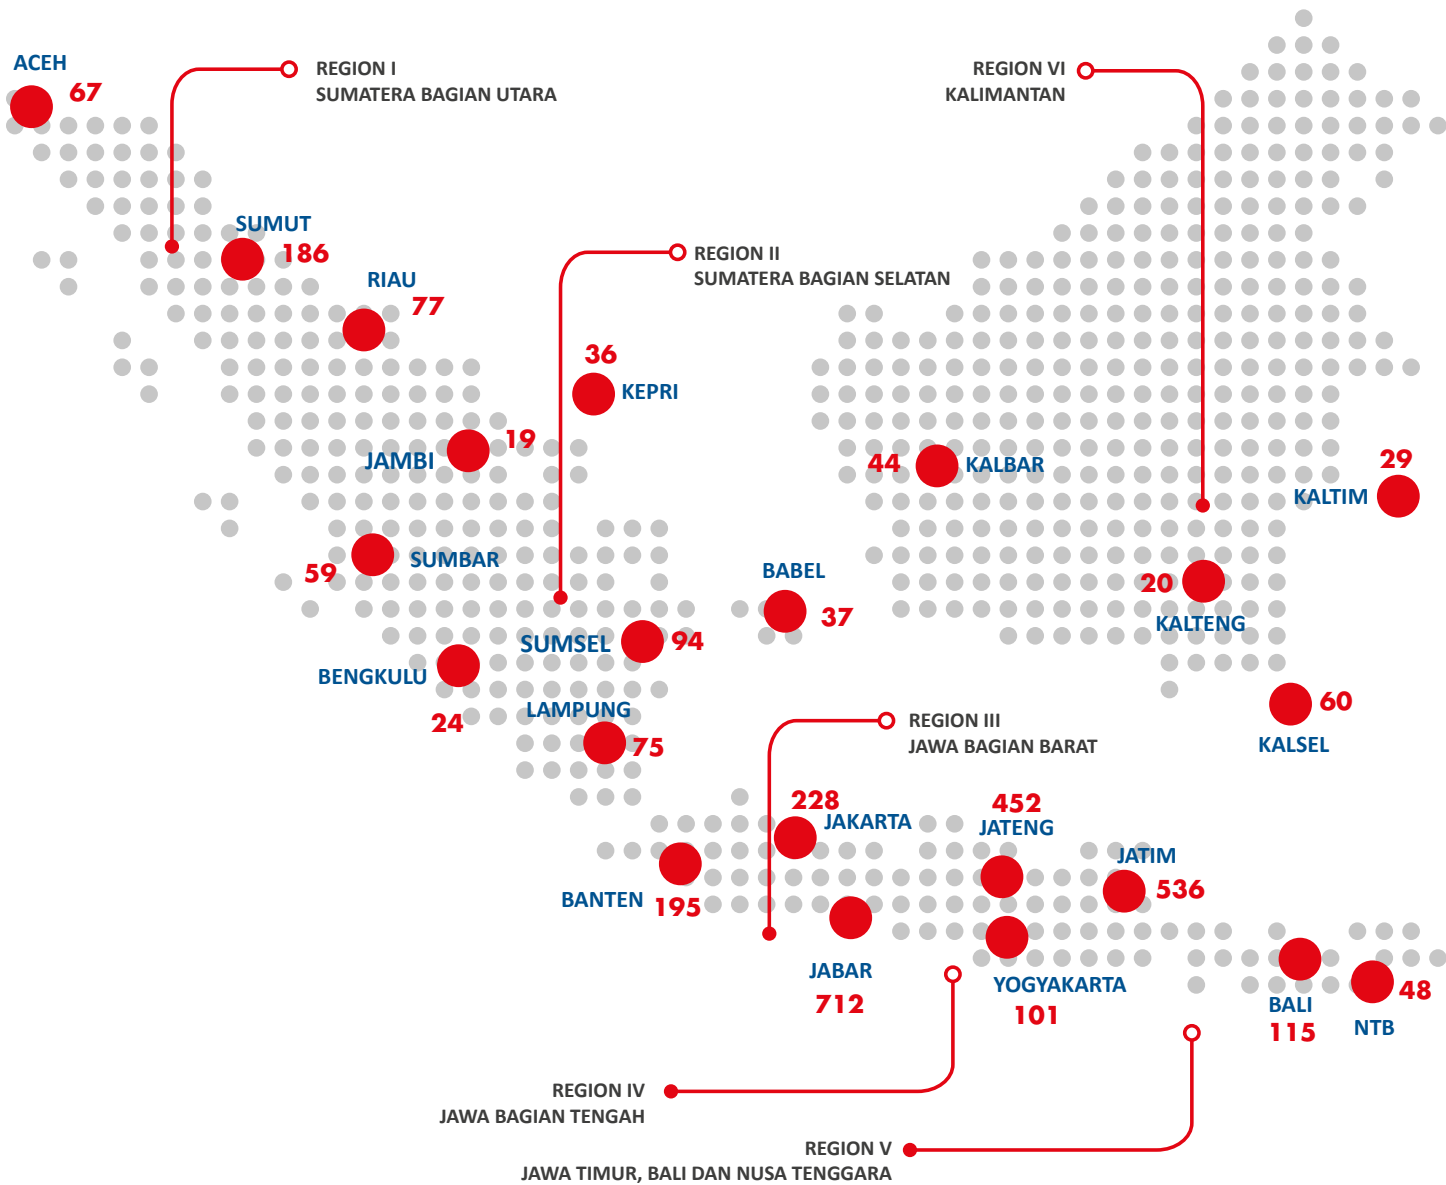 ACEH
67
REGION I
SUMATERA BAGIAN UTARA
REGION VI
KALIMANTAN
SUMUT
186
RIAU
77
REGION II
SUMATERA BAGIAN SELATAN
36
KEPRI
19
JAMBI
44
KALBAR
29
KALTIM
59
SUMBAR
BABEL
37
20
KALTENG
SUMSEL
94
BENGKULU
24
LAMPUNG
75
60
KALSEL
REGION III
JAWA BAGIAN BARAT
228
JAKARTA
452
JATENG
JATIM
536
BANTEN
195
JABAR
712
YOGYAKARTA
101
BALI
115
48
NTB
REGION IV
JAWA BAGIAN TENGAH
REGION V
JAWA TIMUR, BALI DAN NUSA TENGGARA